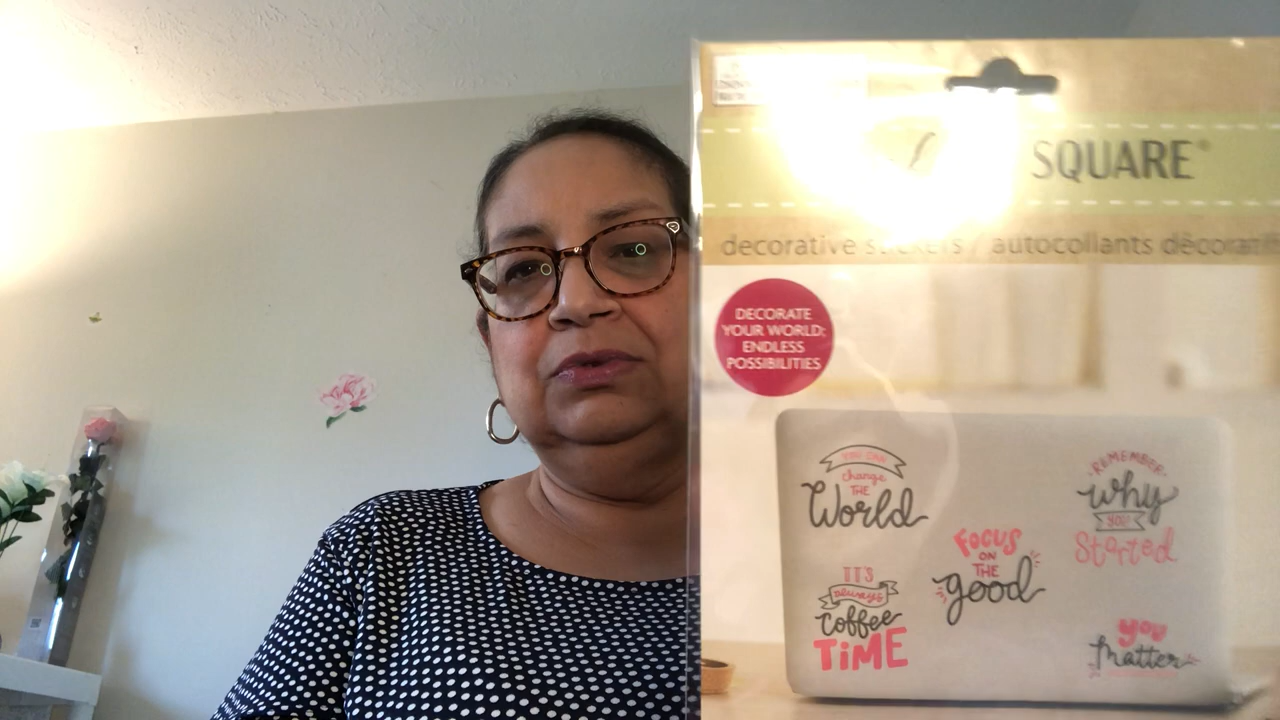 SQUARE
decorative stickers / autocollants décoratifs
DECORATE
YOUR WORLD;
ENDLESS
POSSIBILITIES
YOU CAN
change
THE
World
REMEMBER
why
YOU
Started
FOCUS
ON
THE
good
IT'S
always
coffee
TIME
you
matter